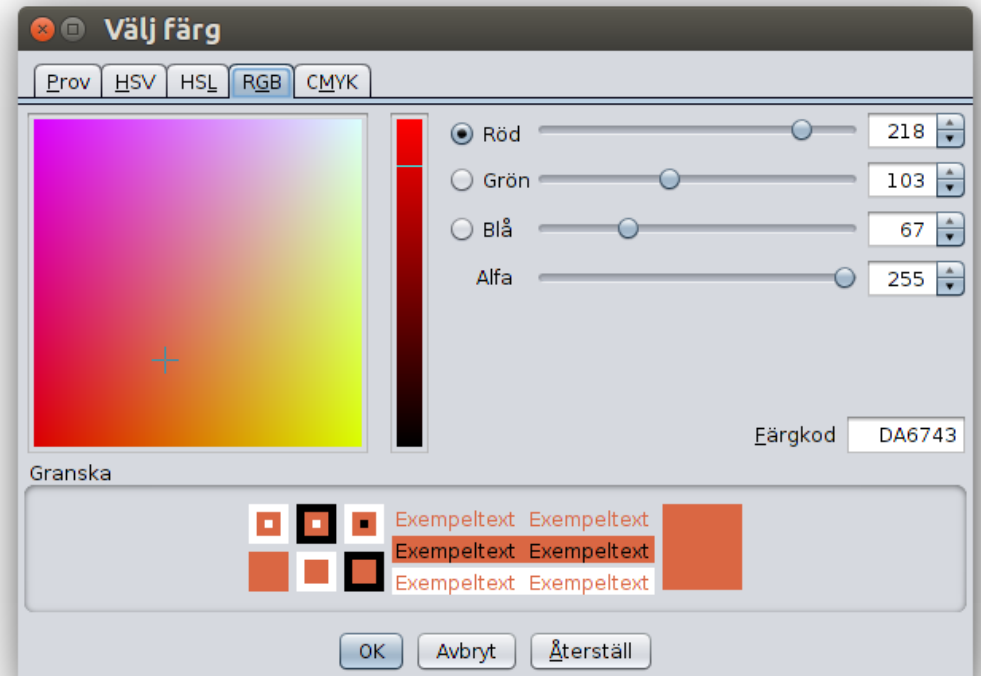 Välj färg
Prov HSV HSL RGB CMYK
Röd 218
Grön 103
Blå 67
Alfa 255
Färgkod DA6743
Granska
Exempeltext Exempeltext
Exempeltext Exempeltext
Exempeltext Exempeltext
OK Avbryt Återställ